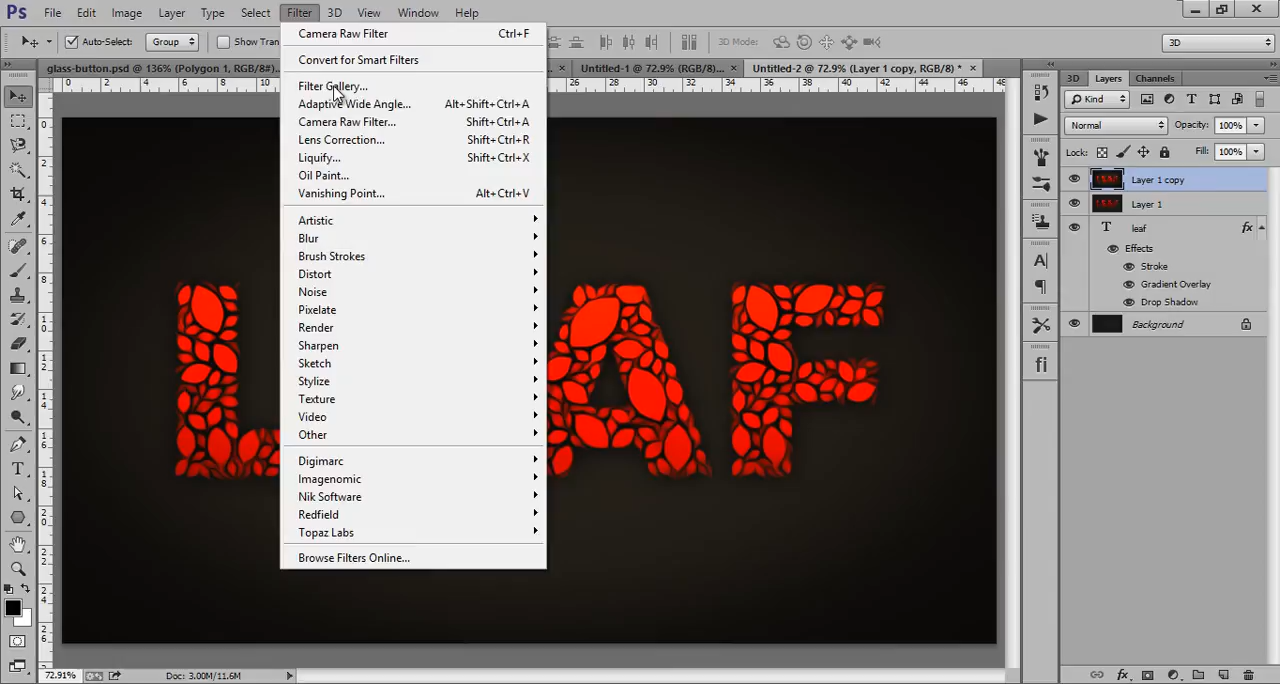 Ps File Edit Image Layer Type Select Filter 3D View Window Help
Auto-Select: Group Show Tran 3D Mode: 3D
glass-button.psd @ 136% (Polygon 1, RGB/8#)... Untitled-1 @ 72.9% (RGB/8)... × Untitled-2 @ 72.9% (Layer 1 copy, RGB/8) * ×
Camera Raw Filter Ctrl+F
Convert for Smart Filters
Filter Gallery...
Adaptive Wide Angle... Alt+Shift+Ctrl+A
Camera Raw Filter... Shift+Ctrl+A
Lens Correction... Shift+Ctrl+R
Liquify... Shift+Ctrl+X
Oil Paint...
Vanishing Point... Alt+Ctrl+V
Artistic
Blur
Brush Strokes
Distort
Noise
Pixelate
Render
Sharpen
Sketch
Stylize
Texture
Video
Other
Digimarc
Imagenomic
Nik Software
Redfield
Topaz Labs
Browse Filters Online...
LEAF
3D Layers Channels
Kind
Normal Opacity: 100%
Lock: Fill: 100%
Layer 1 copy
Layer 1
T leaf fx
Effects
Stroke
Gradient Overlay
Drop Shadow
Background
72.91% Doc: 3.00M/11.6M